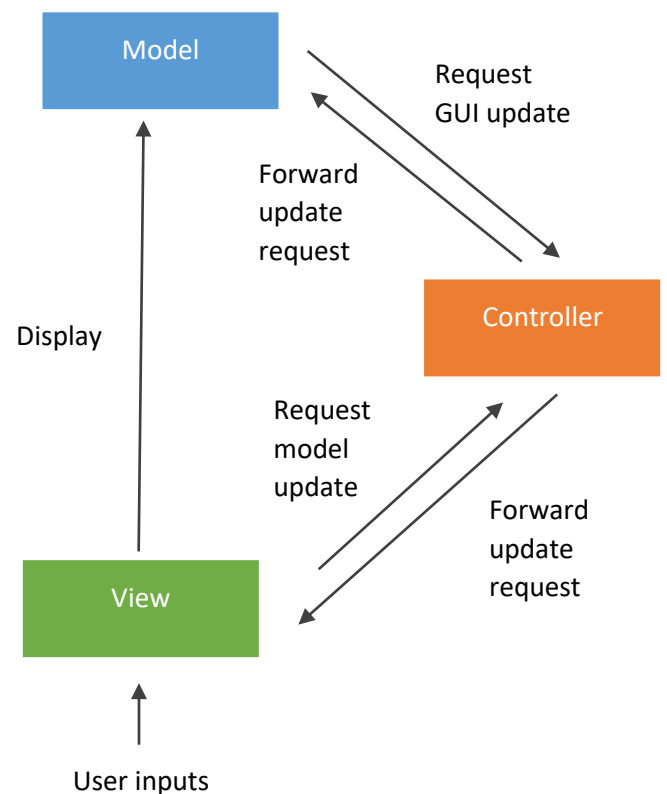 Model
Request
GUI update
Forward
update
request
Controller
Display
Request
model
update
Forward
update
request
View
User inputs